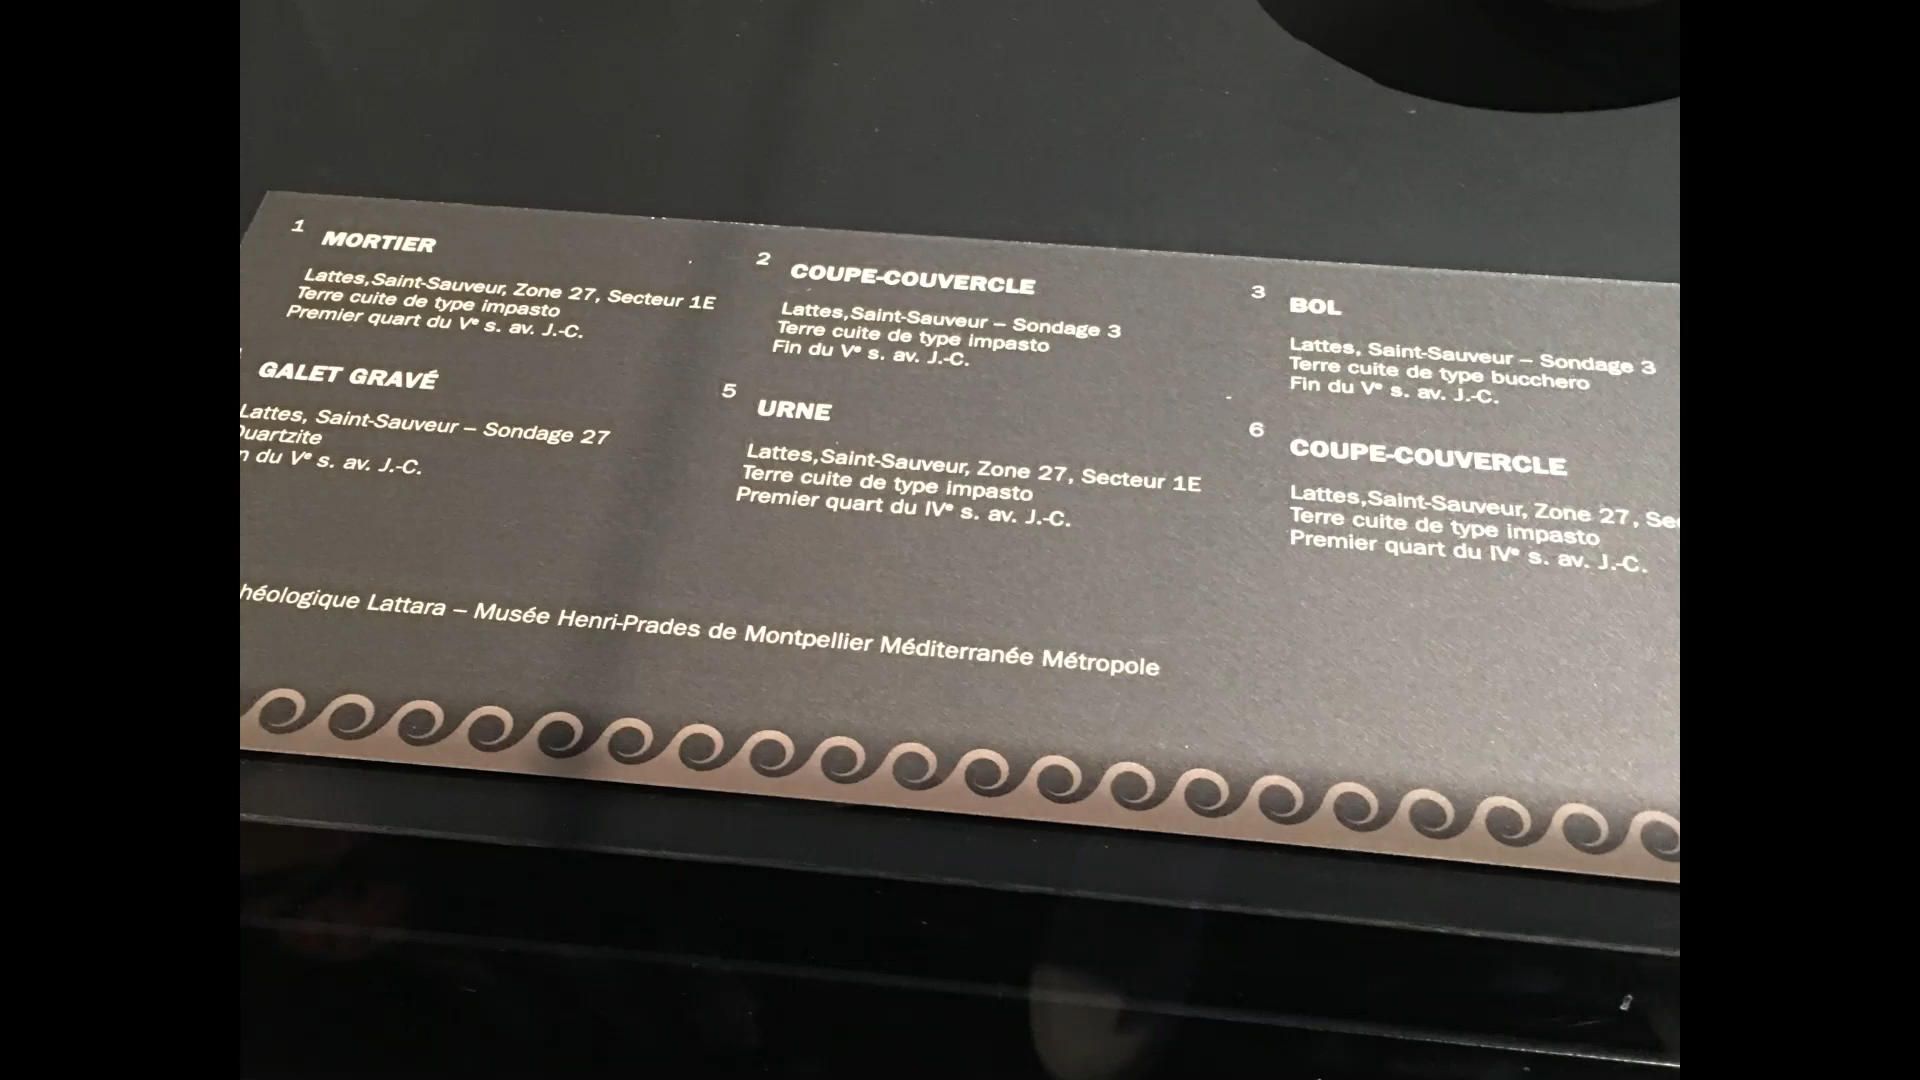 1 MORTIER
Lattes,Saint-Sauveur, Zone 27, Secteur 1E
Terre cuite de type impasto
Premier quart du Ve s. av. J.-C.
2 COUPE-COUVERCLE
Lattes,Saint-Sauveur – Sondage 3
Terre cuite de type impasto
Fin du Ve s. av. J.-C.
3 BOL
Lattes, Saint-Sauveur – Sondage 3
Terre cuite de type bucchero
Fin du Ve s. av. J.-C.
GALET GRAVÉ
Lattes, Saint-Sauveur – Sondage 27
Quartzite
n du Ve s. av. J.-C.
5 URNE
Lattes,Saint-Sauveur, Zone 27, Secteur 1E
Terre cuite de type impasto
Premier quart du IVe s. av. J.-C.
6 COUPE-COUVERCLE
Lattes,Saint-Sauveur, Zone 27, Se
Terre cuite de type impasto
Premier quart du IVe s. av. J.-C.
héologique Lattara – Musée Henri-Prades de Montpellier Méditerranée Métropole